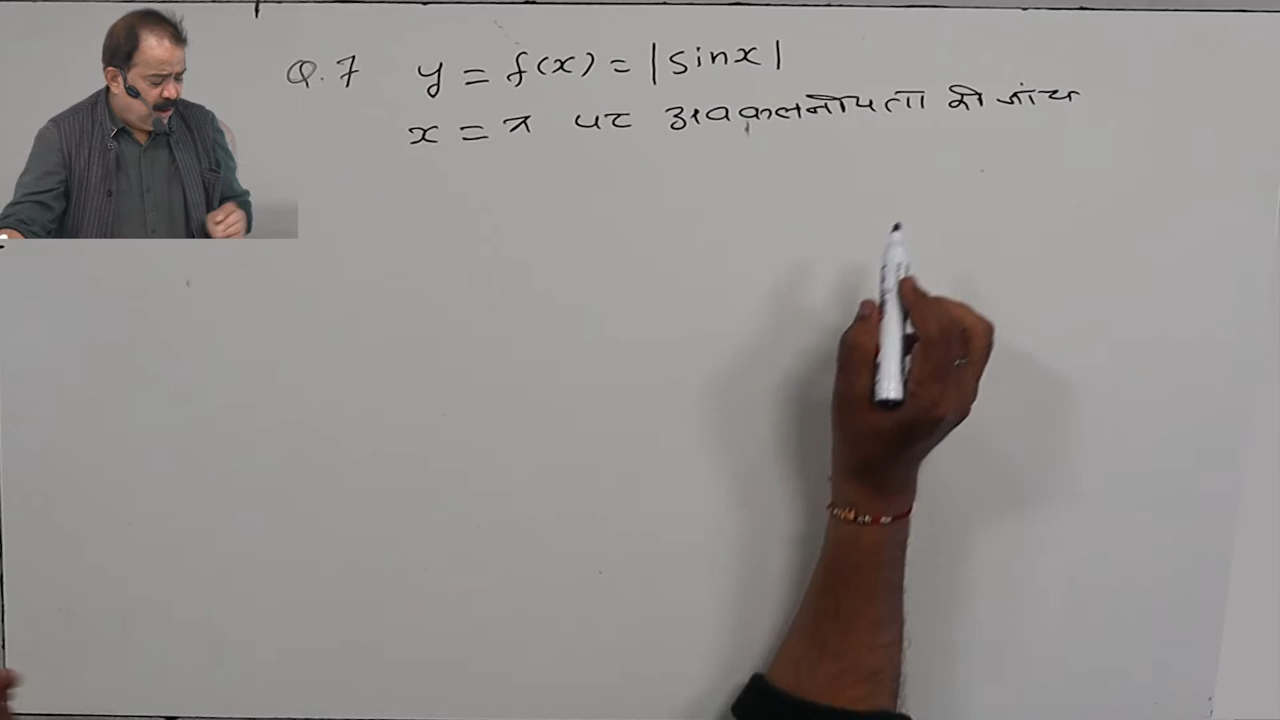 Q.7 y = f(x) = |sinx|
x = π पर अवकलनीयता की जांच